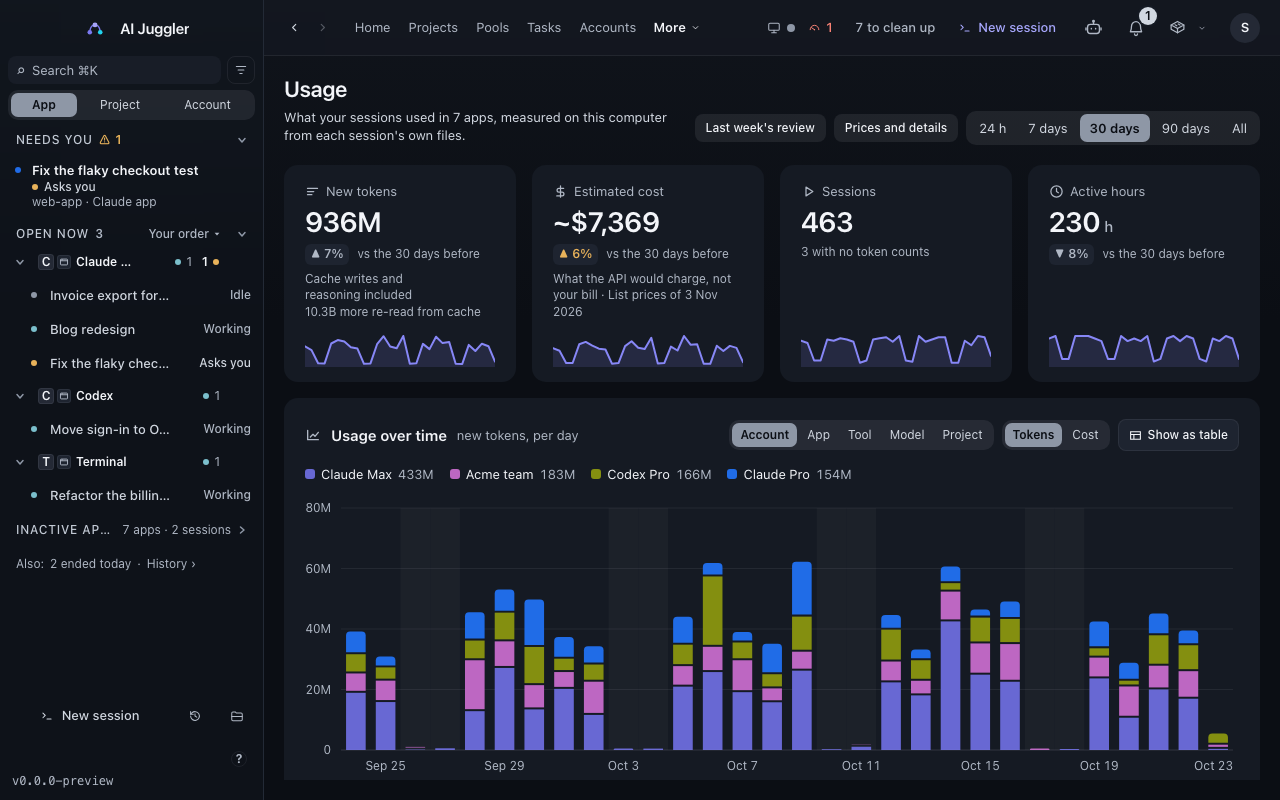 AI Juggler
Search ⌘K
App Project Account
NEEDS YOU 1
Fix the flaky checkout test
Asks you
web-app · Claude app
OPEN NOW 3 Your order
C Claude ... 1 1
Invoice export for... Idle
Blog redesign Working
Fix the flaky chec... Asks you
C Codex 1
Move sign-in to O... Working
T Terminal 1
Refactor the billin... Working
INACTIVE AP... 7 apps · 2 sessions
Also: 2 ended today · History ›
New session
?
v0.0.0-preview
Home Projects Pools Tasks Accounts More
1 7 to clean up New session 1 S
Usage
What your sessions used in 7 apps, measured on this computer
from each session's own files.
Last week's review Prices and details 24 h 7 days 30 days 90 days All
New tokens
936M
▲ 7% vs the 30 days before
Cache writes and
reasoning included
10.3B more re-read from cache
Estimated cost
~$7,369
▲ 6% vs the 30 days before
What the API would charge, not
your bill · List prices of 3 Nov
2026
Sessions
463
3 with no token counts
Active hours
230 h
▼ 8% vs the 30 days before
Usage over time new tokens, per day
Account App Tool Model Project Tokens Cost Show as table
Claude Max 433M Acme team 183M Codex Pro 166M Claude Pro 154M
80M
60M
40M
20M
0
Sep 25 Sep 29 Oct 3 Oct 7 Oct 11 Oct 15 Oct 19 Oct 23